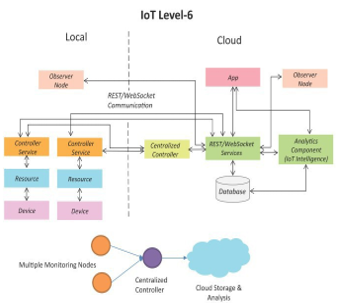 IoT Level-6
Local
Cloud
Observer
Node
App
Observer
Node
REST/WebSocket
Communication
Controller
Service
Controller
Service
Centralized
Controller
REST/WebSocket
Services
Analytics
Component
(IoT Intelligence)
Resource
Resource
Database
Device
Device
Multiple Monitoring Nodes
Centralized
Controller
Cloud Storage &
Analysis